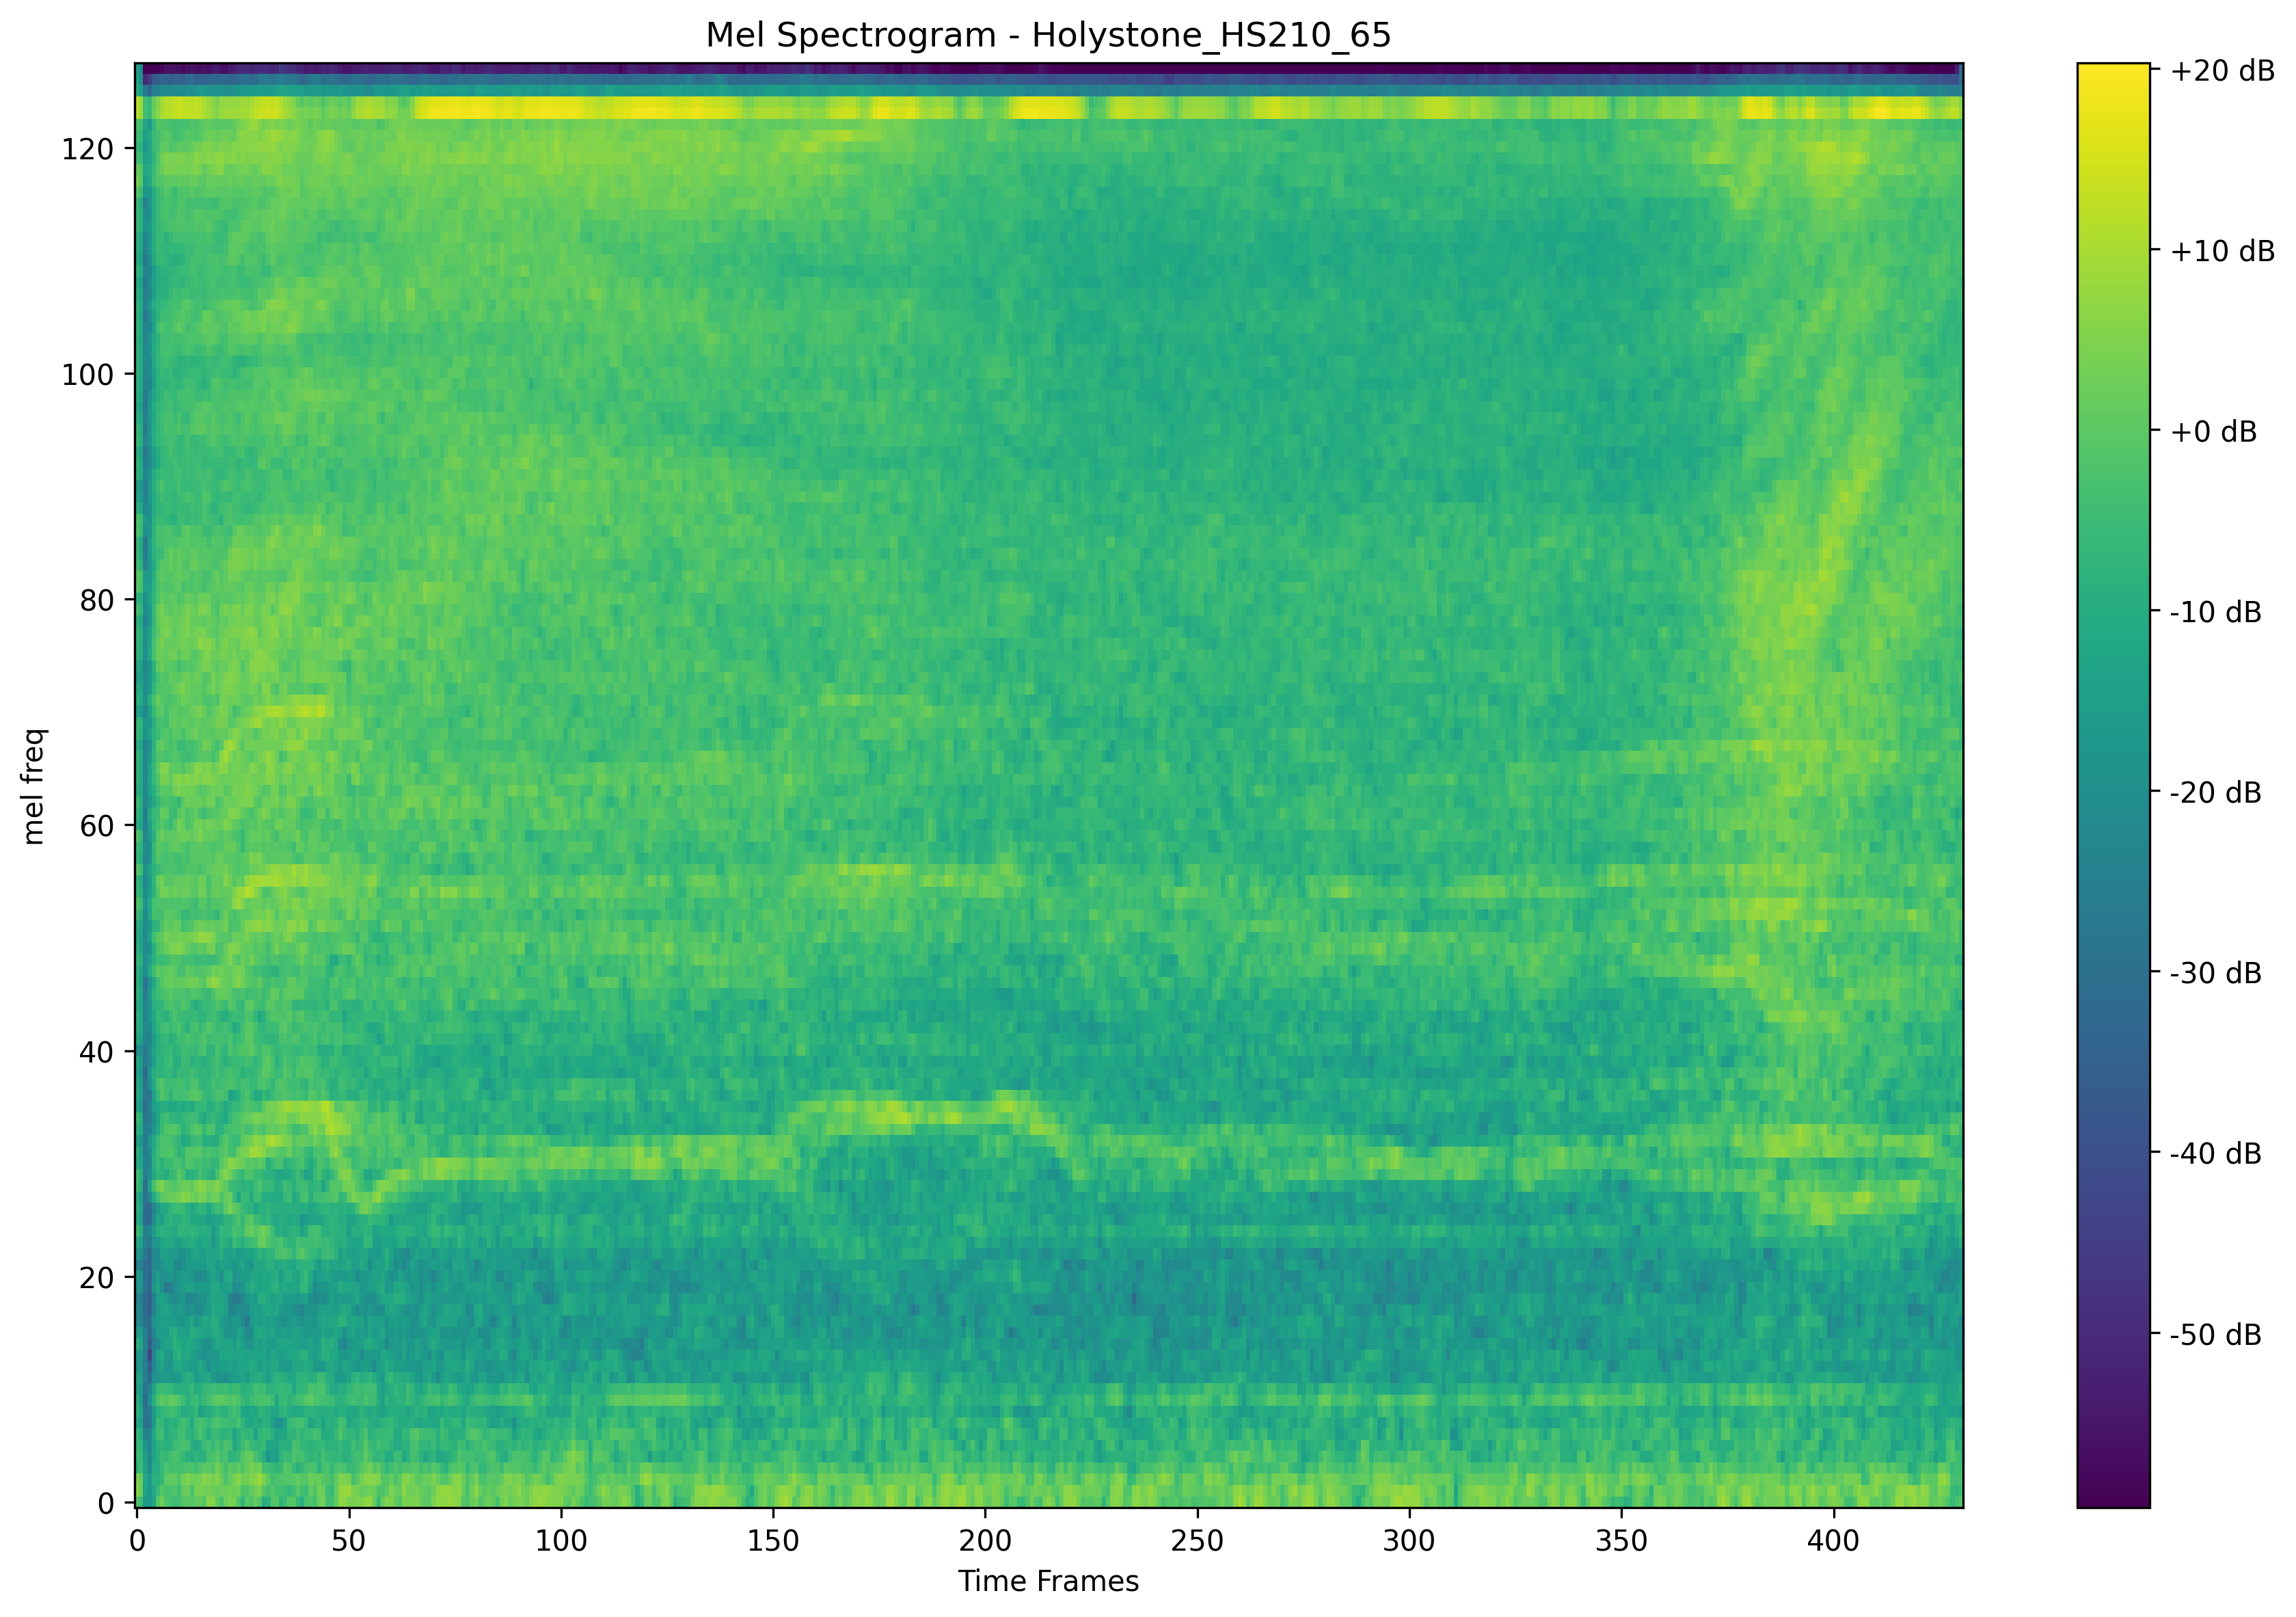 Mel Spectrogram - Holystone_HS210_65
mel freq
120
100
80
60
40
20
0
0 50 100 150 200 250 300 350 400
Time Frames
+20 dB
+10 dB
+0 dB
-10 dB
-20 dB
-30 dB
-40 dB
-50 dB